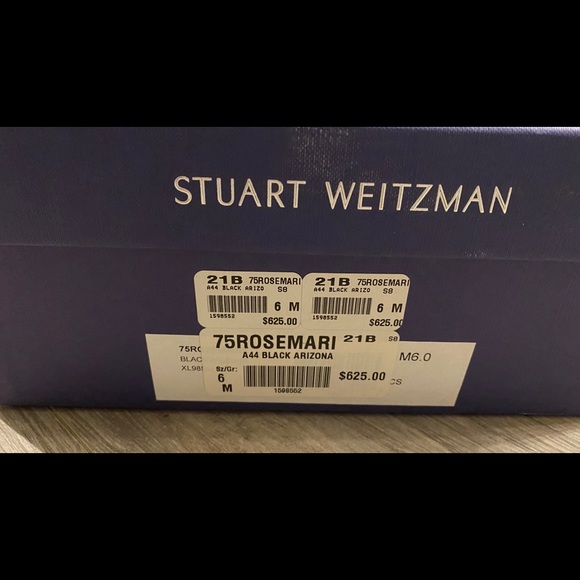 STUART WEITZMAN
21B 75ROSEMARI
A44 BLACK ARIZO SB
6 M
1598552
$625.00
21B 75ROSEMARI
A44 BLACK ARIZO SB
6 M
1598552
$625.00
75ROSEMARI 21B SB
A44 BLACK ARIZONA
Sz/Gr:
6
M
$625.00
1598552
75RO
BLAC
XL98
M6.0
CS